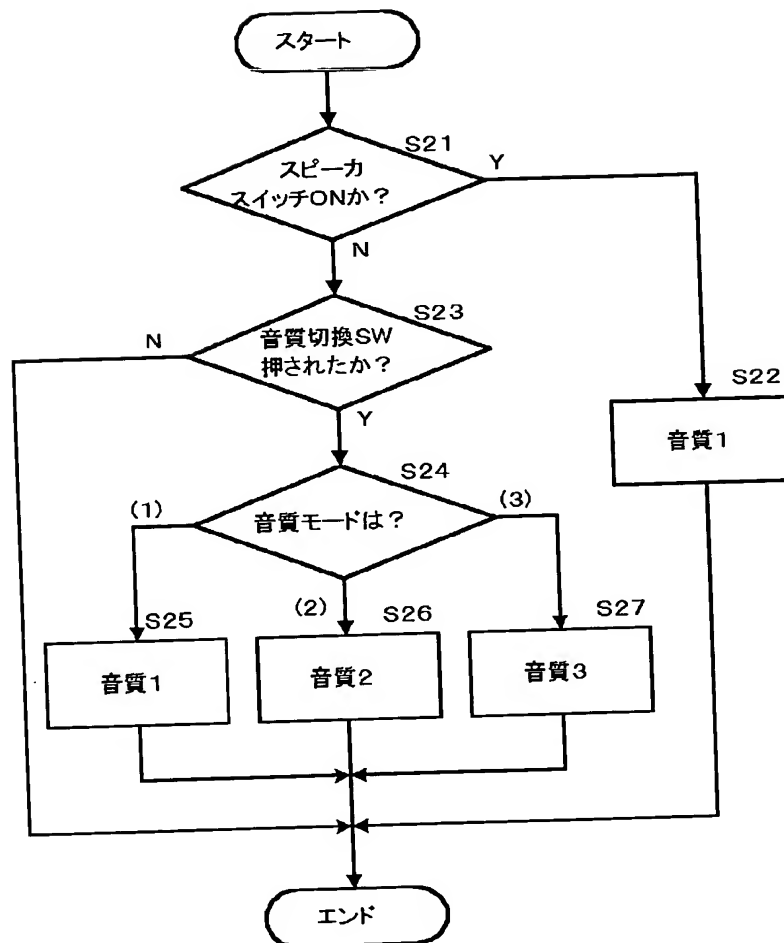 スタート
S21
スピーカ
スイッチONか？
Y
N
S23
音質切換SW
押されたか？
N
Y
S22
音質１
S24
音質モードは？
(1)
(3)
(2)
S25
音質１
S26
音質２
S27
音質３
エンド